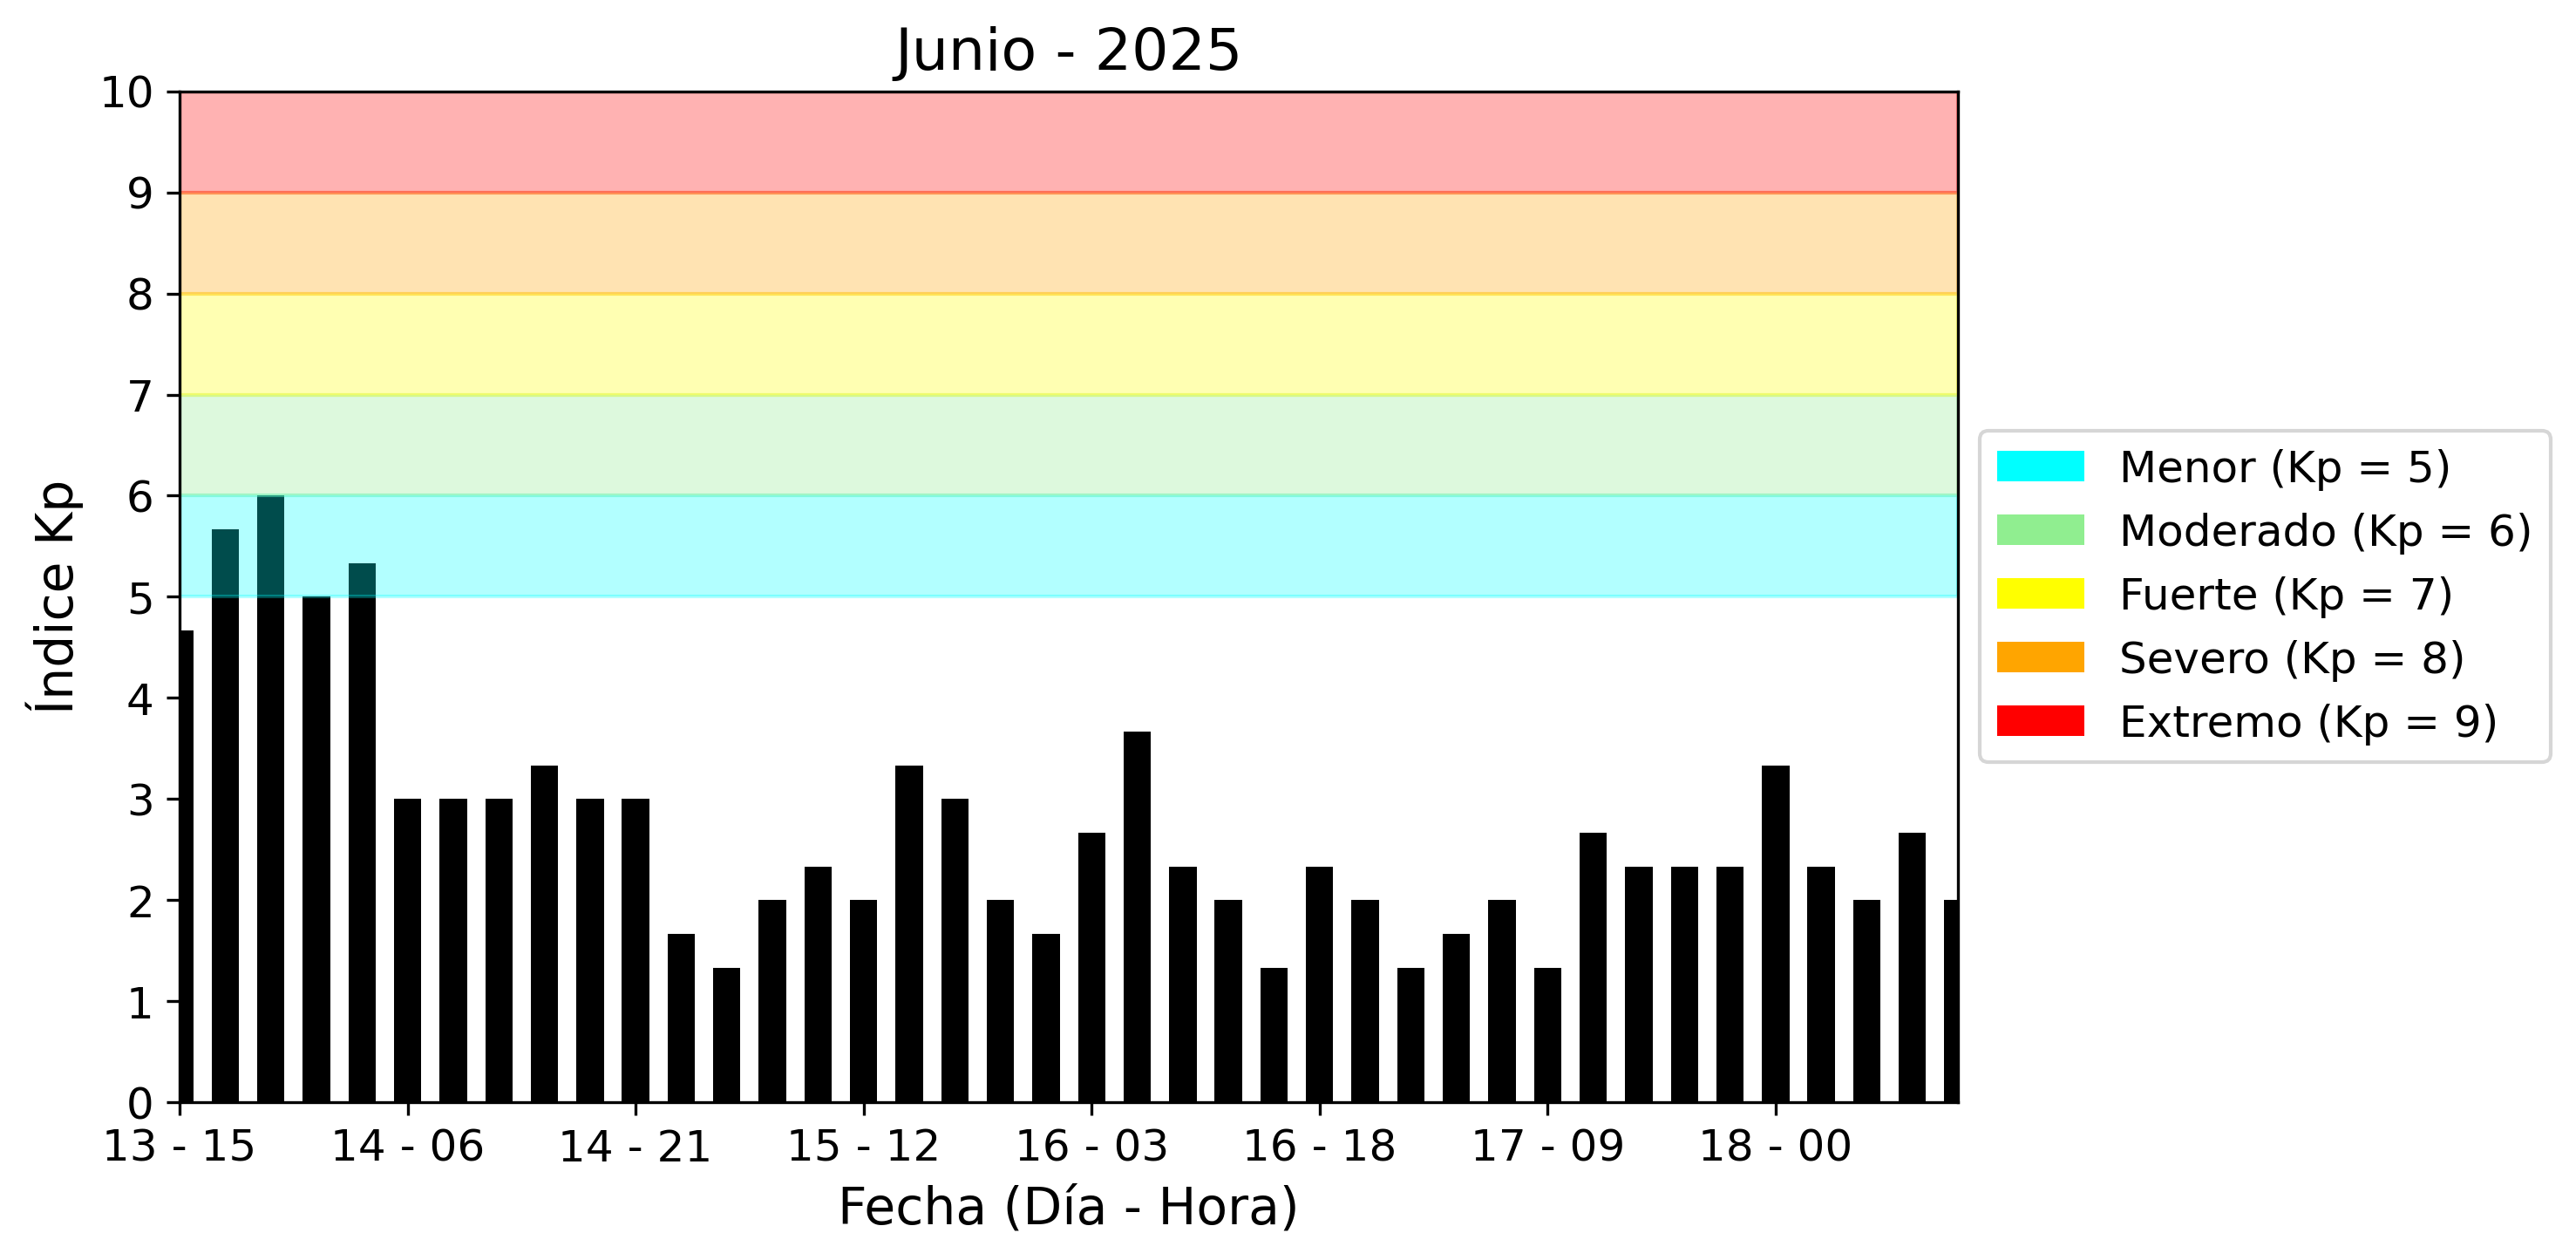 Junio - 2025
10
9
8
7
6
5
4
3
2
1
0
Índice Kp
13 - 15
14 - 06
14 - 21
15 - 12
16 - 03
16 - 18
17 - 09
18 - 00
Fecha (Día - Hora)
Menor (Kp = 5)
Moderado (Kp = 6)
Fuerte (Kp = 7)
Severo (Kp = 8)
Extremo (Kp = 9)